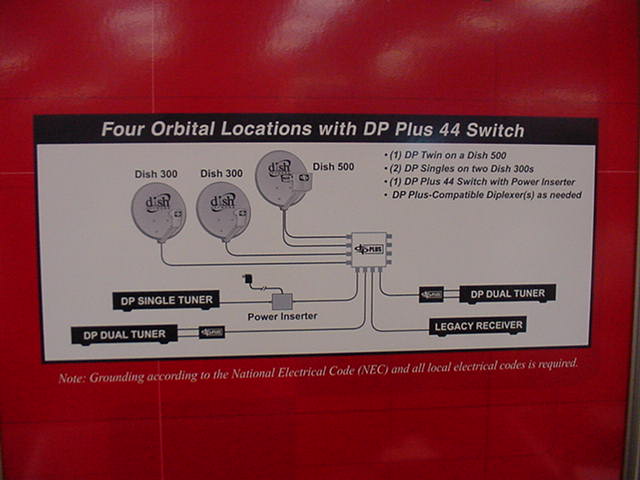 Four Orbital Locations with DP Plus 44 Switch
Dish 300
Dish 300
Dish 500
• (1) DP Twin on a Dish 500
• (2) DP Singles on two Dish 300s
• (1) DP Plus 44 Switch with Power Inserter
• DP Plus-Compatible Diplexer(s) as needed
dish
dish
dish
dpPLUS
DP SINGLE TUNER
Power Inserter
dpPLUS
DP DUAL TUNER
DP DUAL TUNER
dpPLUS
LEGACY RECEIVER
Note: Grounding according to the National Electrical Code (NEC) and all local electrical codes is required.